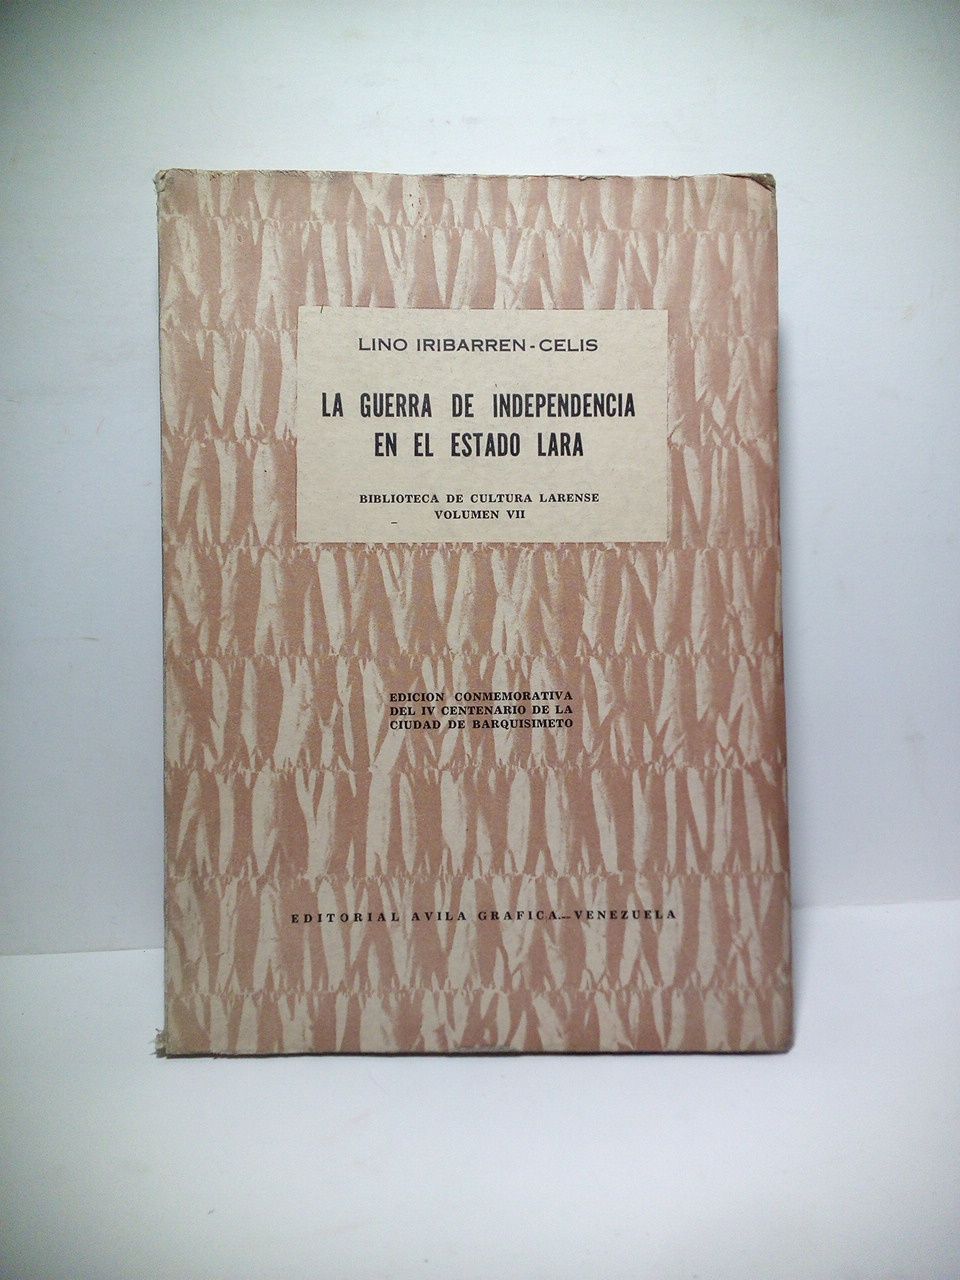 LINO IRIBARREN-CELIS
LA GUERRA DE INDEPENDENCIA
EN EL ESTADO LARA
BIBLIOTECA DE CULTURA LARENSE
VOLUMEN VII
EDICION CONMEMORATIVA
DEL IV CENTENARIO DE LA
CIUDAD DE BARQUISIMETO
EDITORIAL AVILA GRAFICA.—VENEZUELA